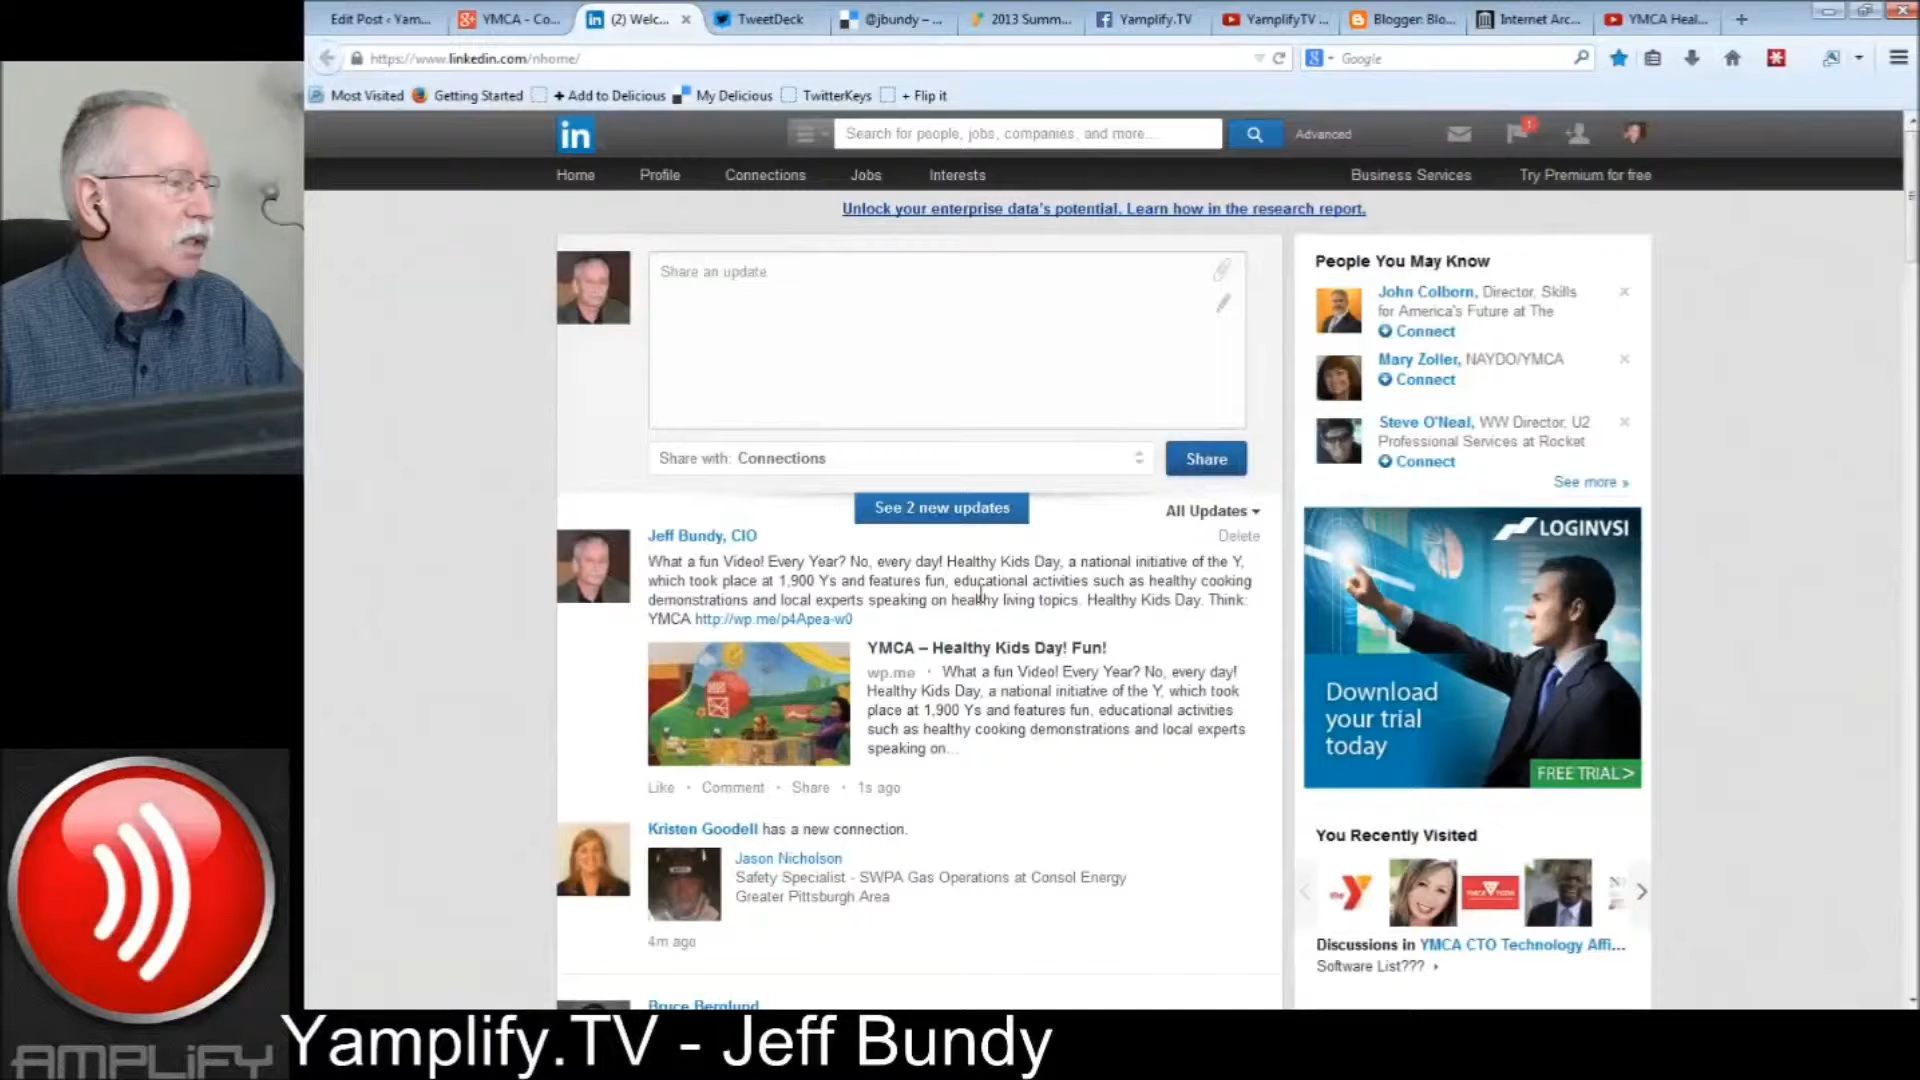 Edit Post ‹ Yam...
YMCA - Co...
(2) Welc...
TweetDeck
@jbundy – ...
2013 Summ...
Yamplify.TV
YamplifyTV ...
Blogger: Blo...
Internet Arc...
YMCA Heal...
https://www.linkedin.com/nhome/
Google
Most Visited
Getting Started
+ Add to Delicious
My Delicious
TwitterKeys
+ Flip it
in
Search for people, jobs, companies, and more...
Advanced
1
Home
Profile
Connections
Jobs
Interests
Business Services
Try Premium for free
Unlock your enterprise data's potential. Learn how in the research report.
Share an update
Share with: Connections
Share
See 2 new updates
All Updates
Jeff Bundy, CIO
Delete
What a fun Video! Every Year? No, every day! Healthy Kids Day, a national initiative of the Y,
which took place at 1,900 Ys and features fun, educational activities such as healthy cooking
demonstrations and local experts speaking on healthy living topics. Healthy Kids Day. Think:
YMCA http://wp.me/p4Apea-w0
YMCA – Healthy Kids Day! Fun!
wp.me · What a fun Video! Every Year? No, every day!
Healthy Kids Day, a national initiative of the Y, which took
place at 1,900 Ys and features fun, educational activities
such as healthy cooking demonstrations and local experts
speaking on...
Like · Comment · Share · 1s ago
Kristen Goodell has a new connection.
Jason Nicholson
Safety Specialist - SWPA Gas Operations at Consol Energy
Greater Pittsburgh Area
4m ago
Bruce Berglund
People You May Know
John Colborn, Director, Skills
for America's Future at The
Connect
Mary Zoller, NAYDO/YMCA
Connect
Steve O'Neal, WW Director, U2
Professional Services at Rocket
Connect
See more »
LOGINVSI
Download
your trial
today
FREE TRIAL >
You Recently Visited
the Y
Discussions in YMCA CTO Technology Affi...
Software List???
AMPLIFY
Yamplify.TV - Jeff Bundy